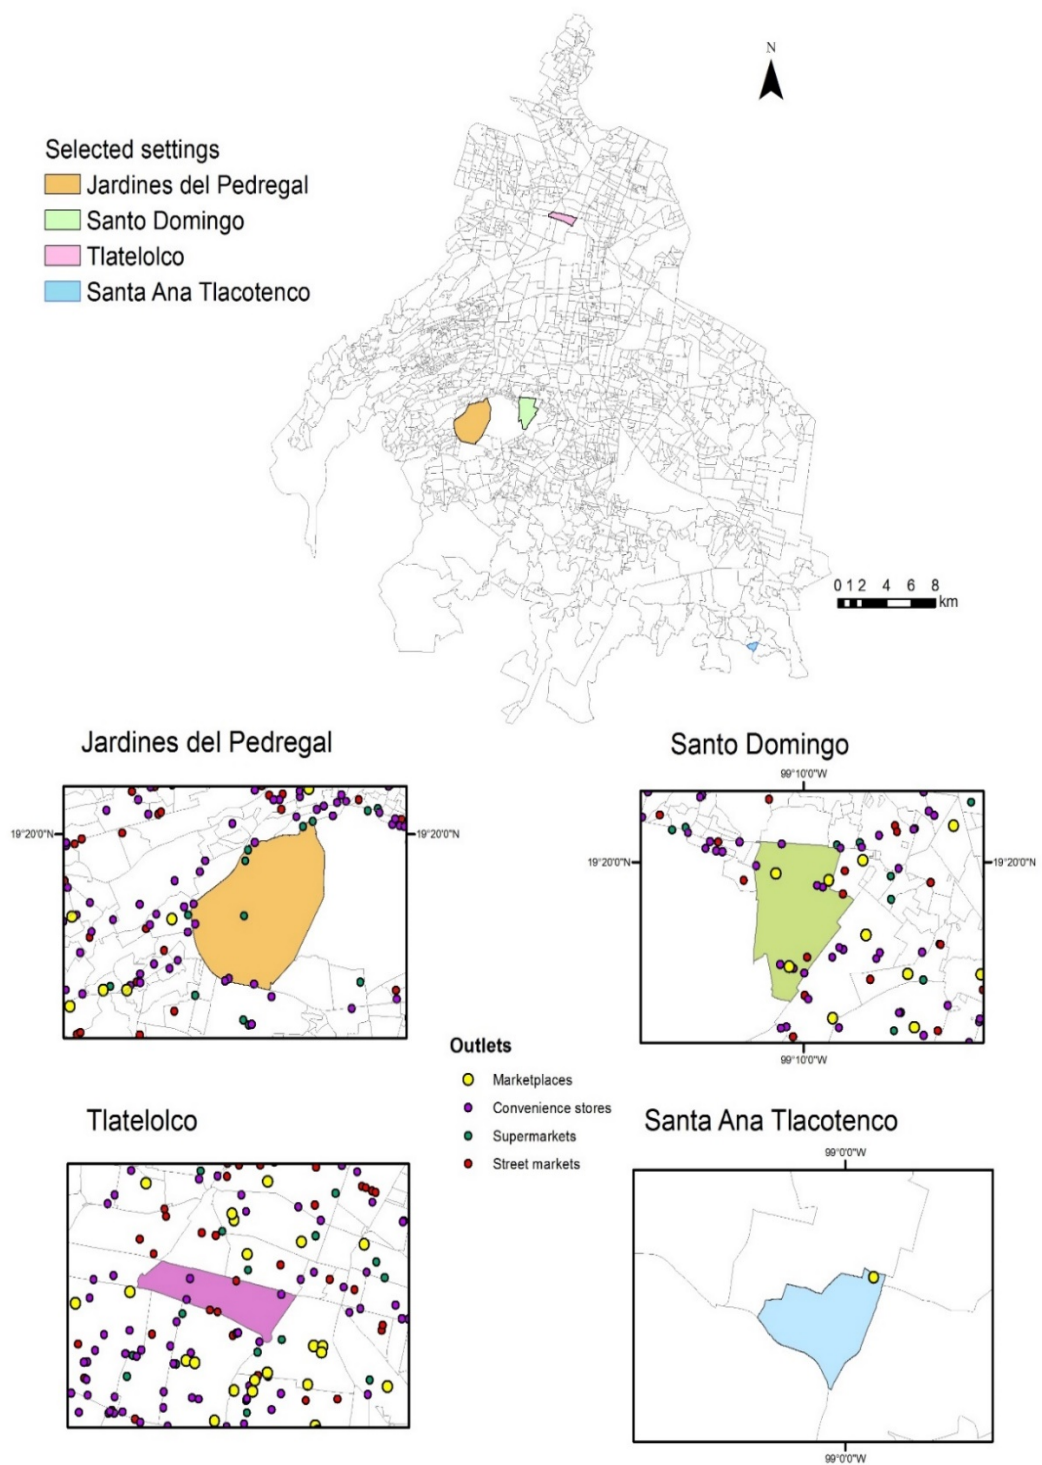 N
Selected settings
Jardines del Pedregal
Santo Domingo
Tlatelolco
Santa Ana Tlacotenco
0 1 2 4 6 8
km
Jardines del Pedregal
19°20'0"N
19°20'0"N
Santo Domingo
99°10'0"W
19°20'0"N
19°20'0"N
99°10'0"W
Outlets
Marketplaces
Convenience stores
Supermarkets
Street markets
Tlatelolco
Santa Ana Tlacotenco
99°0'0"W
99°0'0"W